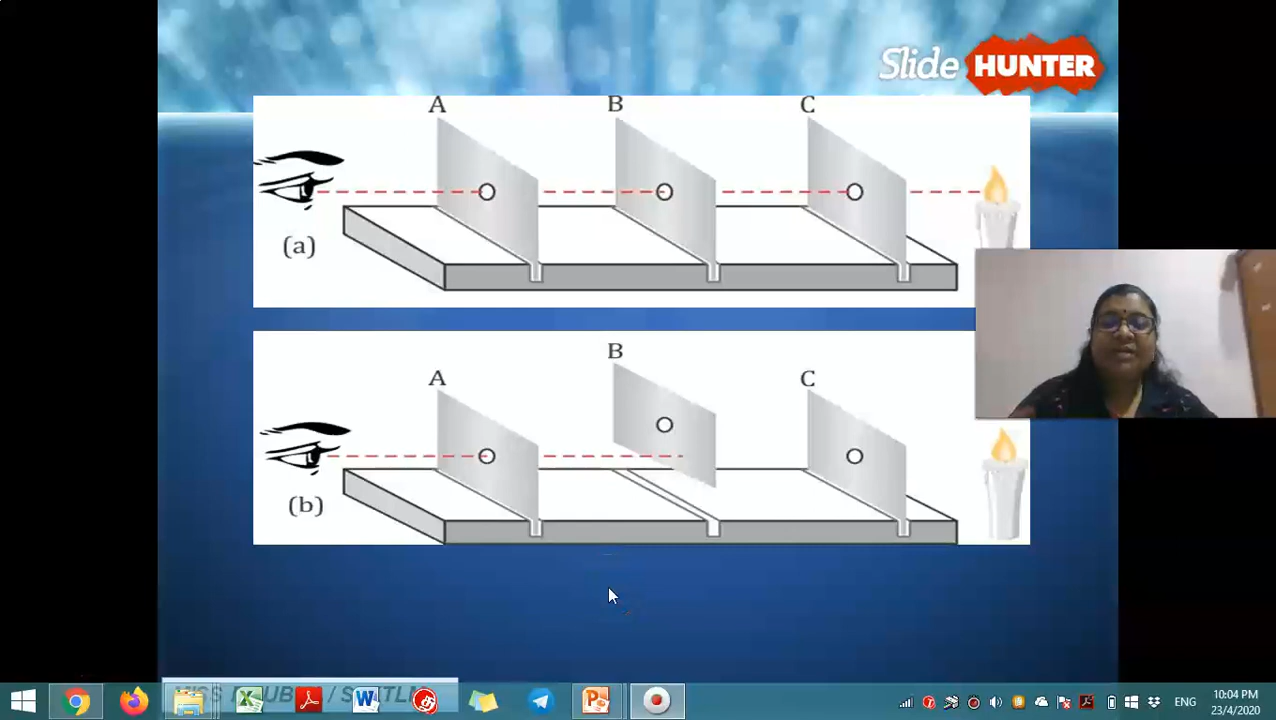 Slide HUNTER
A B C
(a)
B
A C
(b)
ENG
10:04 PM
23/4/2020